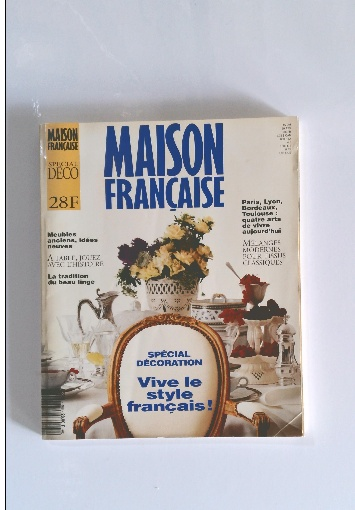 MAISON
FRANÇAISE
SPÉCIAL
DÉCO
28F
MAISON
FRANÇAISE
Meubles
anciens, idées
neuves
A TABLE, JOUEZ
AVEC L'HISTOIRE
La tradition
du beau linge
Paris, Lyon,
Bordeaux,
Toulouse :
quatre arts
de vivre
aujourd'hui
MÉLANGES
MODERNES
POUR TISSUS
CLASSIQUES
SPÉCIAL
DÉCORATION
Vive le
style
français!